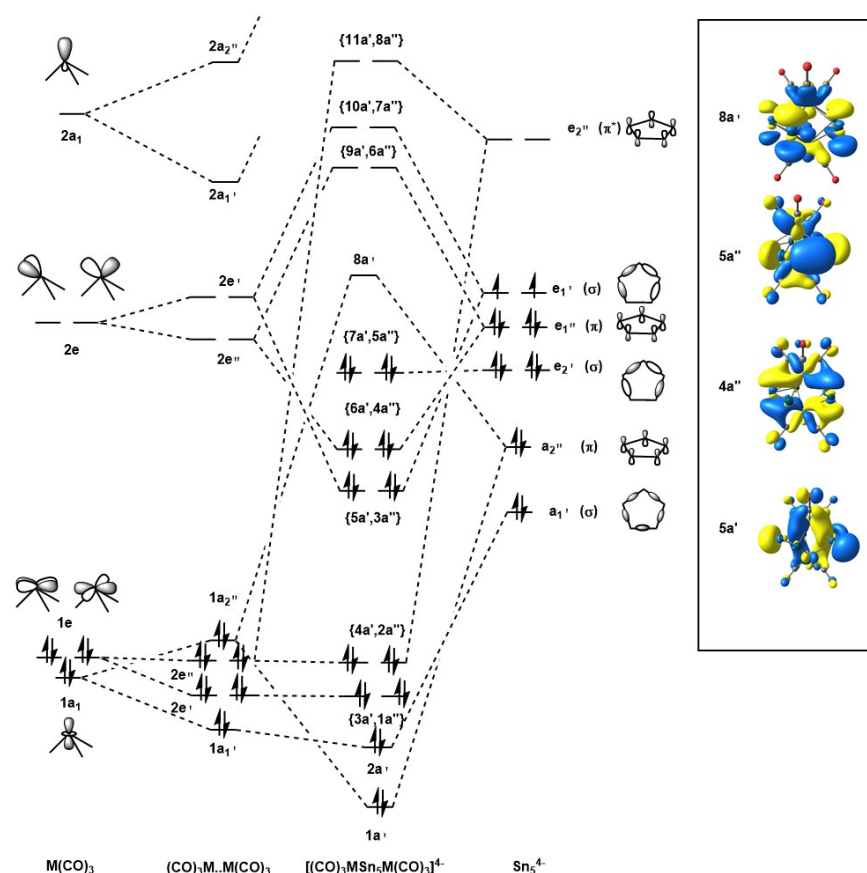 {11a',8a"}
2a₂"
8a'
2a₁
{10a',7a"}
e₂" (π*)
{9a',6a"}
2a₁'
5a"
8a'
2e'
e₁' (σ)
2e
e₁" (π)
2e"
{7a',5a"}
e₂' (σ)
4a"
{6a',4a"}
a₂" (π)
{5a',3a"}
a₁' (σ)
5a'
1a₂"
1e
{4a',2a"}
2e"
1a₁
2e'
{3a',1a"}
1a₁'
2a'
1a'
M(CO)₃ (CO)₃M..M(CO)₃ [(CO)₃MSn₅M(CO)₃]⁴⁻ Sn₅⁴⁻